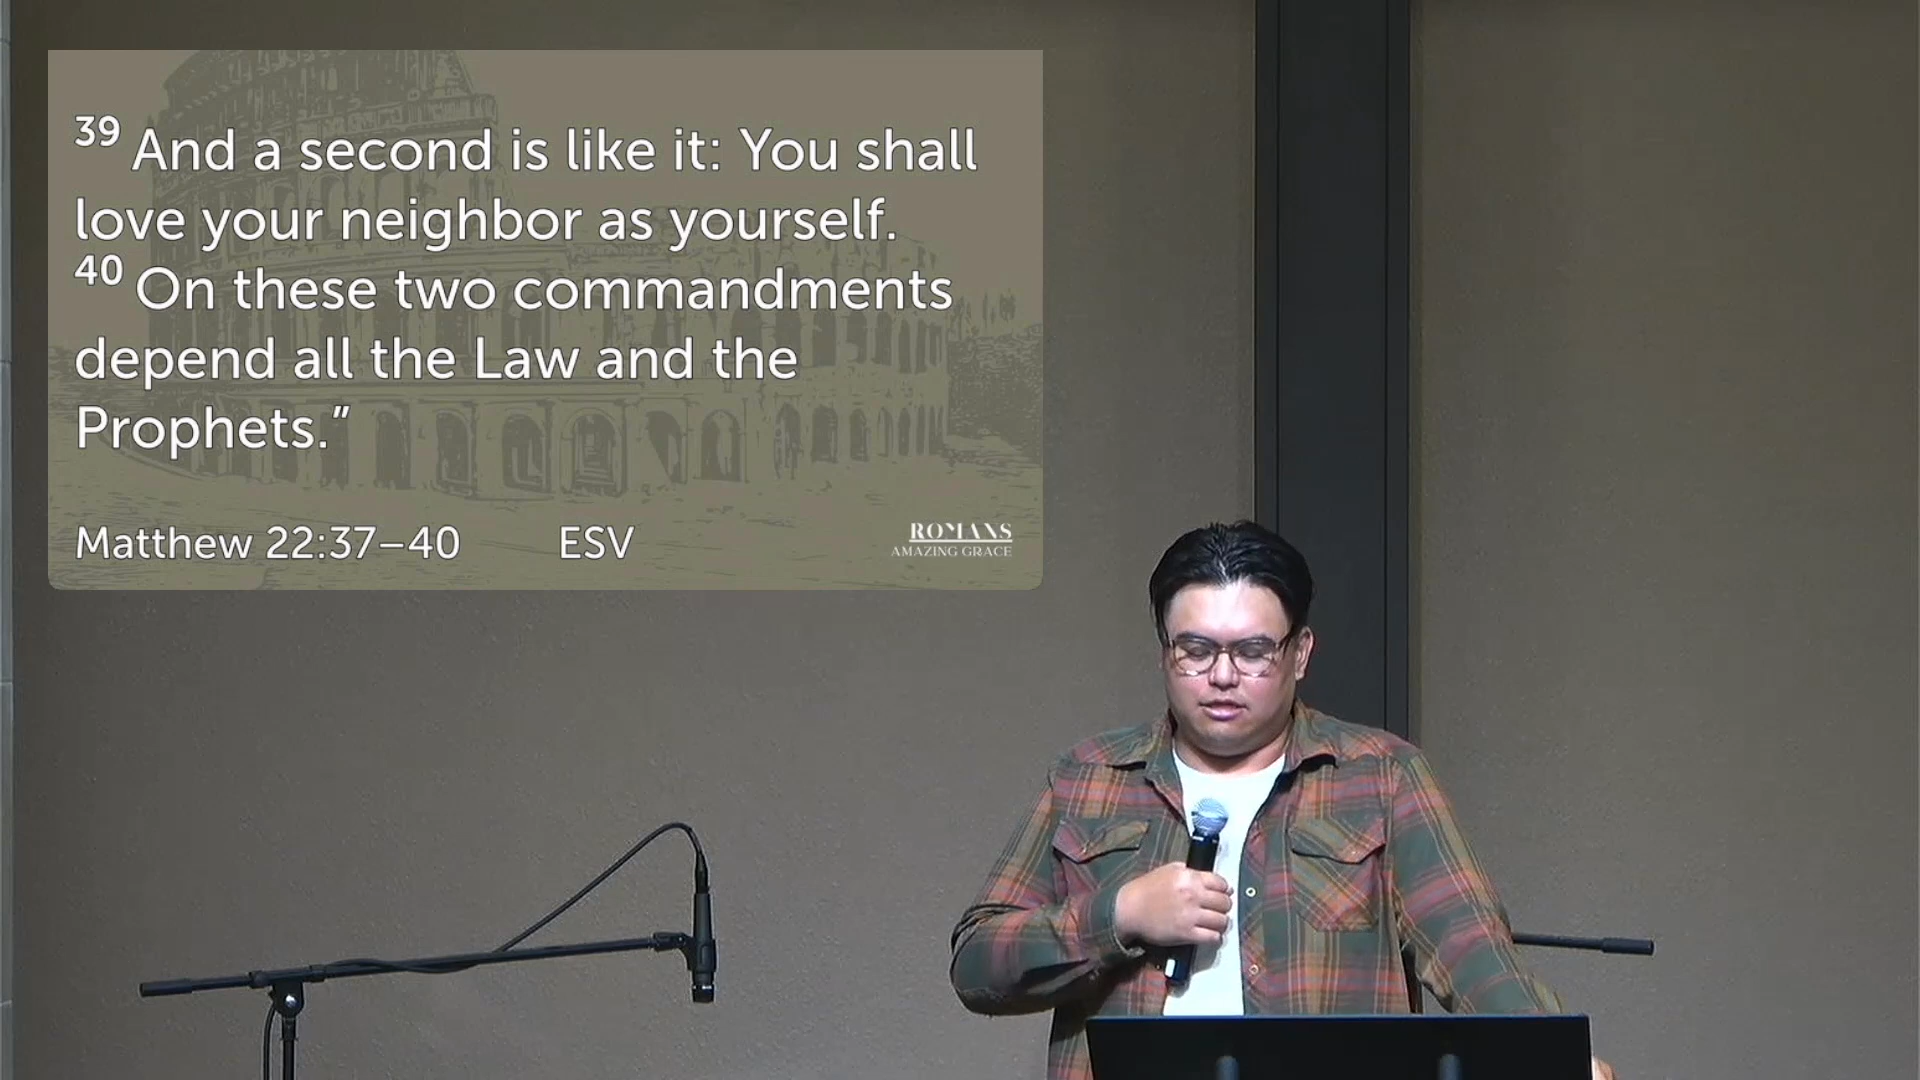 39 And a second is like it: You shall
love your neighbor as yourself.
40 On these two commandments
depend all the Law and the
Prophets.”
Matthew 22:37–40 ESV
ROMANS
AMAZING GRACE